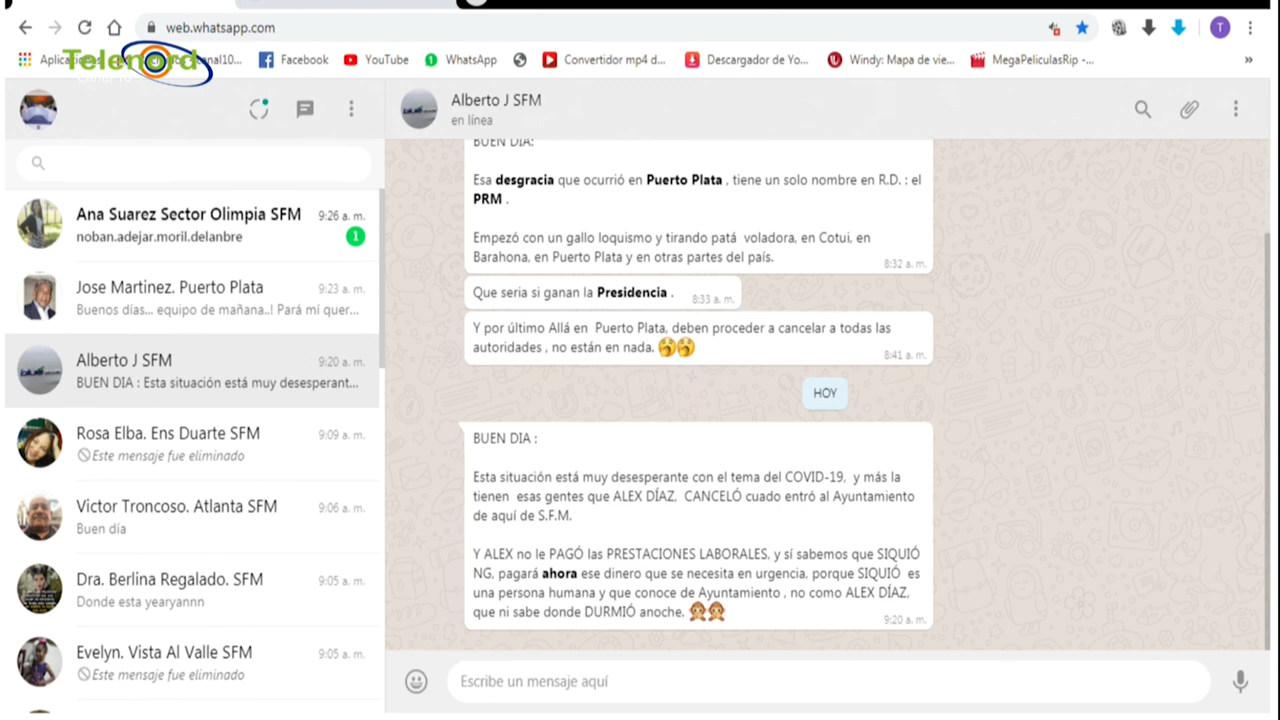 web.whatsapp.com
T
Telenord
Canal 10
Facebook
YouTube
WhatsApp
Convertidor mp4 d...
Descargador de Yo...
Windy: Mapa de vie...
MegaPeliculasRip -...
»
Alberto J SFM
en línea
Ana Suarez Sector Olimpia SFM
9:26 a. m.
noban.adejar.moril.delanbre
1
Jose Martinez. Puerto Plata
9:23 a. m.
Buenos días... equipo de mañana..! Pará mí quer...
Alberto J SFM
9:20 a. m.
BUEN DIA : Esta situación está muy desesperant...
Rosa Elba. Ens Duarte SFM
9:09 a. m.
Este mensaje fue eliminado
Victor Troncoso. Atlanta SFM
9:06 a. m.
Buen día
Dra. Berlina Regalado. SFM
9:05 a. m.
Donde esta yearyannn
Evelyn. Vista Al Valle SFM
9:05 a. m.
Este mensaje fue eliminado
BUEN DIA:
Esa desgracia que ocurrió en Puerto Plata , tiene un solo nombre en R.D. : el
PRM .
Empezó con un gallo loquismo y tirando patá voladora, en Cotui, en
Barahona, en Puerto Plata y en otras partes del país.
8:32 a. m.
Que seria si ganan la Presidencia .
8:33 a. m.
Y por último Allá en Puerto Plata, deben proceder a cancelar a todas las
autoridades , no están en nada.
8:41 a. m.
HOY
BUEN DIA :
Esta situación está muy desesperante con el tema del COVID-19, y más la
tienen esas gentes que ALEX DÍAZ, CANCELÓ cuado entró al Ayuntamiento
de aquí de S.F.M.
Y ALEX no le PAGÓ las PRESTACIONES LABORALES, y sí sabemos que SIQUIÓ
NG, pagará ahora ese dinero que se necesita en urgencia, porque SIQUIÓ es
una persona humana y que conoce de Ayuntamiento , no como ALEX DÍAZ,
que ni sabe donde DURMIÓ anoche.
9:20 a. m.
Escribe un mensaje aquí